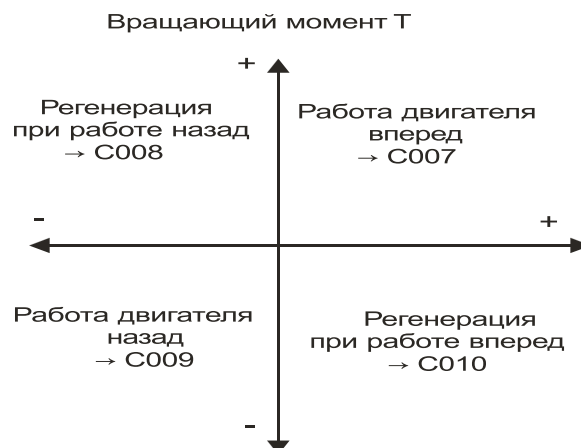 Вращающий момент T
+
Регенерация
при работе назад
→ C008
Работа двигателя
вперед
→ C007
-
+
Работа двигателя
назад
→ C009
Регенерация
при работе вперед
→ C010
-